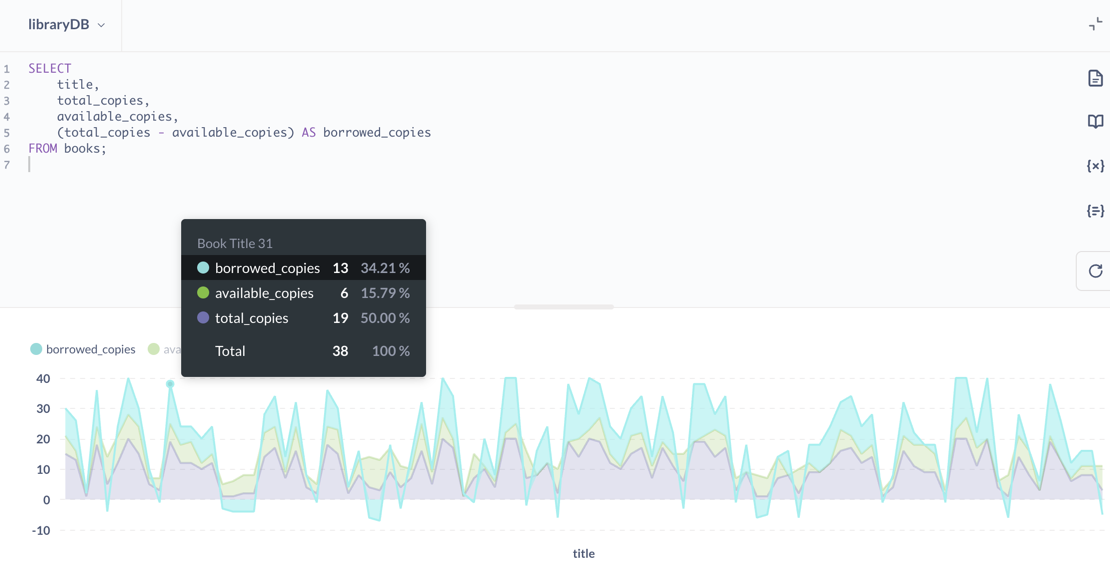 libraryDB
1 SELECT
2 title,
3 total_copies,
4 available_copies,
5 (total_copies - available_copies) AS borrowed_copies
6 FROM books;
7
{×}
{=}
Book Title 31
borrowed_copies 13 34.21 %
available_copies 6 15.79 %
total_copies 19 50.00 %
Total 38 100 %
borrowed_copies ava
40
30
20
10
0
-10
title